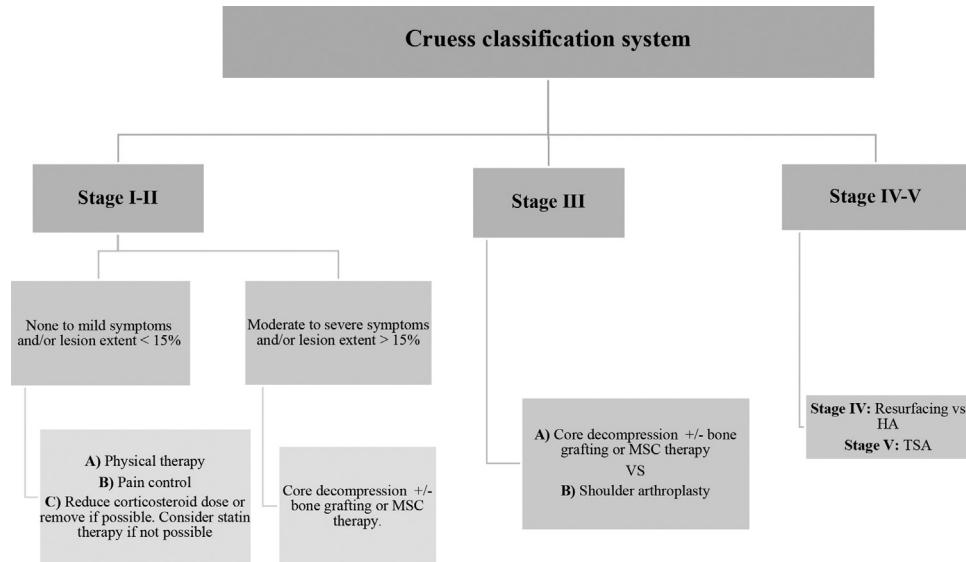 Cruess classification system
Stage I-II
Stage III
Stage IV-V
None to mild symptoms
and/or lesion extent < 15%
Moderate to severe symptoms
and/or lesion extent > 15%
A) Physical therapy
B) Pain control
C) Reduce corticosteroid dose or
remove if possible. Consider statin
therapy if not possible
Core decompression +/-
bone grafting or MSC
therapy.
A) Core decompression +/- bone
grafting or MSC therapy
VS
B) Shoulder arthroplasty
Stage IV: Resurfacing vs
HA
Stage V: TSA